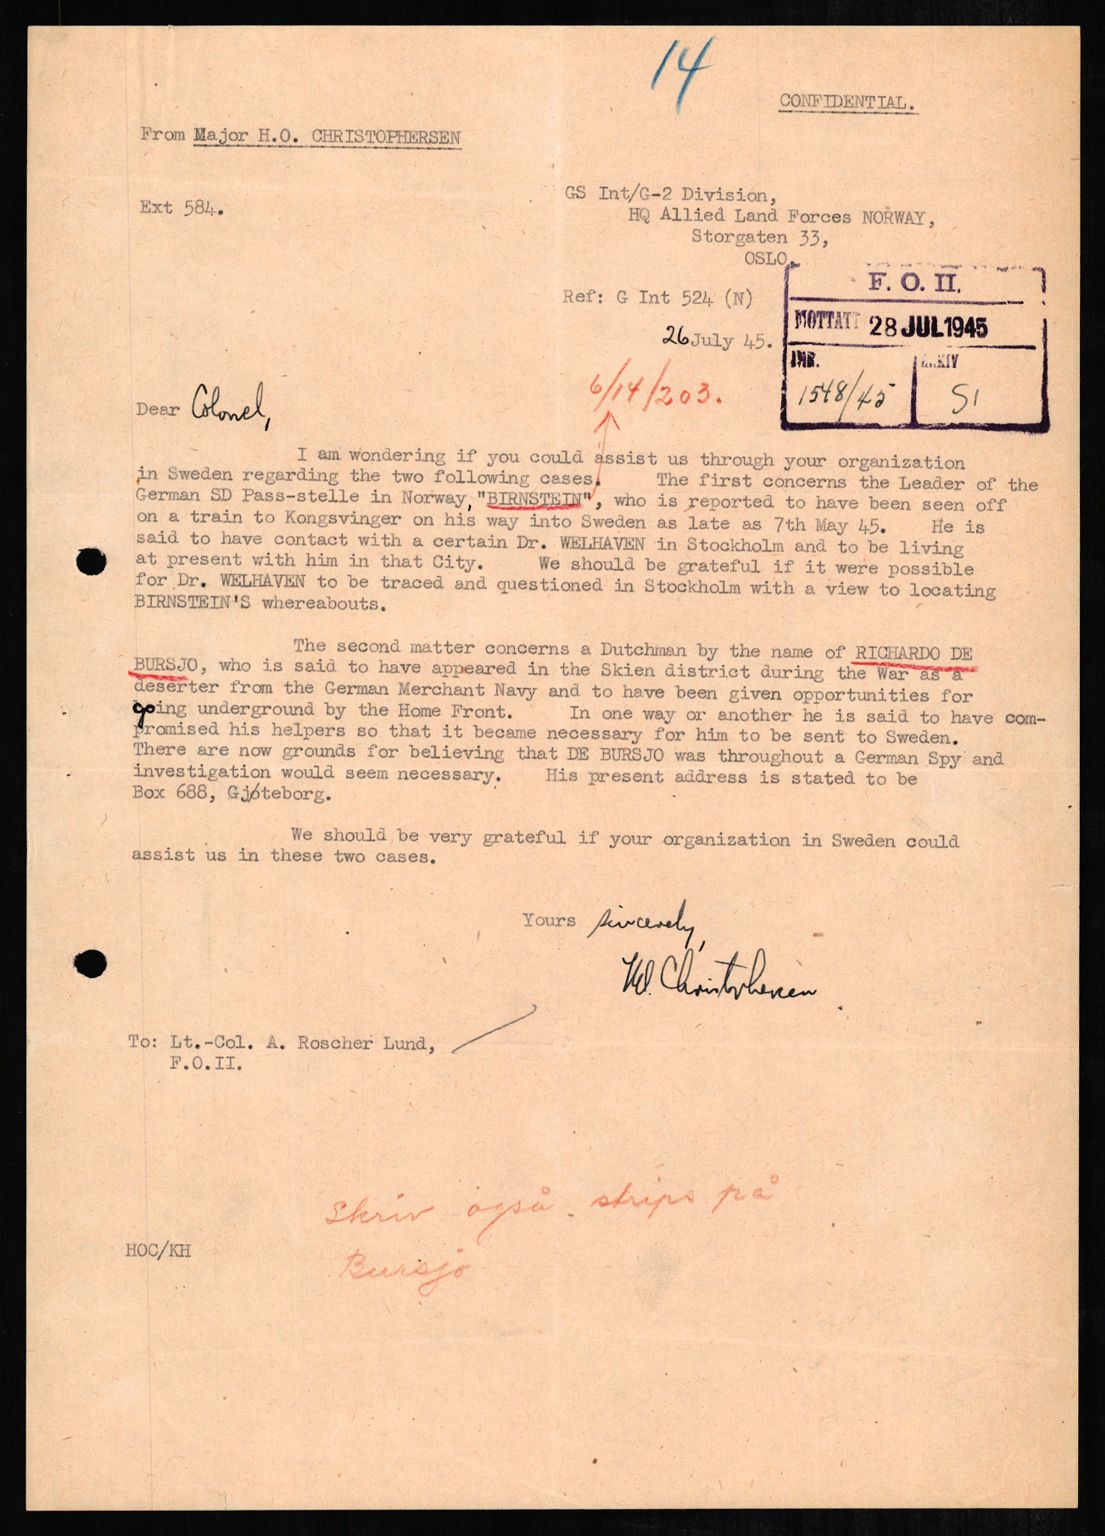 14
CONFIDENTIAL.
From Major H.O. CHRISTOPHERSEN
Ext 584.
GS Int/G-2 Division,
HQ Allied Land Forces NORWAY,
Storgaten 33,
OSLO.
Ref: G Int 524 (N)
26 July 45.
F. O. II.
MOTTATT 28 JUL 1945
JNR. ARKIV
1548/45 S1
6/14/203.
Dear Colonel,
I am wondering if you could assist us through your organization
in Sweden regarding the two following cases. The first concerns the Leader of the
German SD Pass-stelle in Norway, "BIRNSTEIN", who is reported to have been seen off
on a train to Kongsvinger on his way into Sweden as late as 7th May 45. He is
said to have contact with a certain Dr. WELHAVEN in Stockholm and to be living
at present with him in that City. We should be grateful if it were possible
for Dr. WELHAVEN to be traced and questioned in Stockholm with a view to locating
BIRNSTEIN'S whereabouts.
The second matter concerns a Dutchman by the name of RICHARDO DE
BURSJO, who is said to have appeared in the Skien district during the War as a
deserter from the German Merchant Navy and to have been given opportunities for
going underground by the Home Front. In one way or another he is said to have com-
promised his helpers so that it became necessary for him to be sent to Sweden.
There are now grounds for believing that DE BURSJO was throughout a German Spy and
investigation would seem necessary. His present address is stated to be
Box 688, Gjøteborg.
We should be very grateful if your organization in Sweden could
assist us in these two cases.
Yours sincerely,
H.O. Christophersen
To: Lt.-Col. A. Roscher Lund,
F.O.II.
Skriv også strips på
Bursjo
HOC/KH